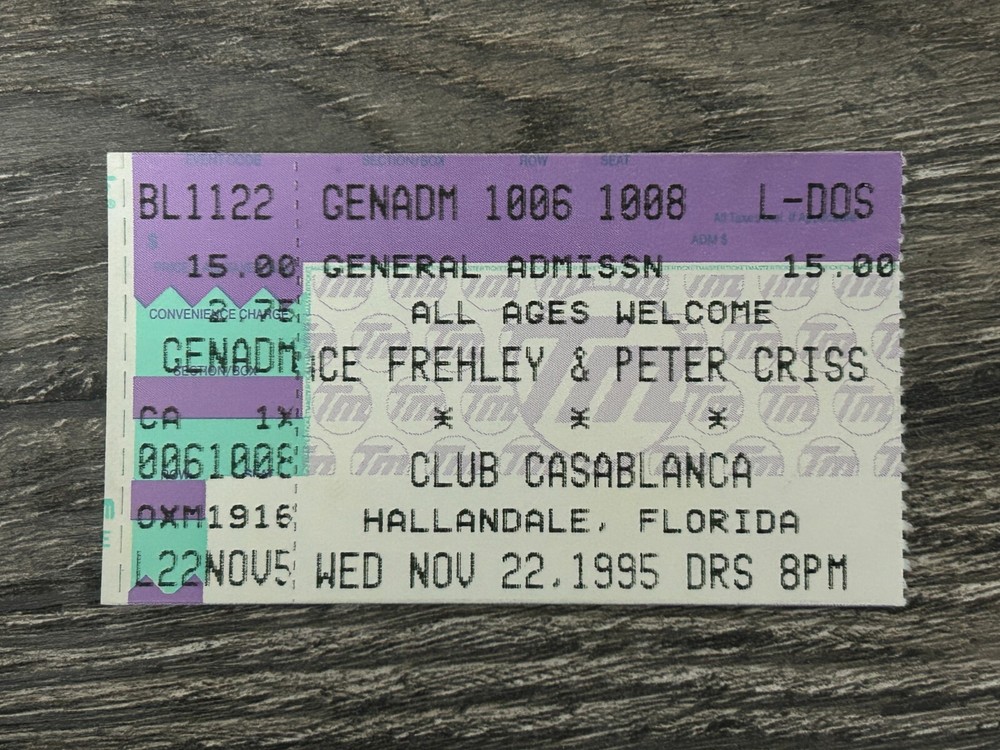 EVENT CODE SECTION/BOX ROW SEAT
BL1122 GENADM 1006 1008 L-DOS
$ ADM $
15.00 GENERAL ADMISSN 15.00
2.75 ALL AGES WELCOME
CONVENIENCE CHARGE
GENADM CE FREHLEY & PETER CRISS
SECTION/BOX
CA 1X * * *
0061008 CLUB CASABLANCA
OXM1916 HALLANDALE, FLORIDA
L22NOV5 WED NOV 22,1995 DRS 8PM
Tm